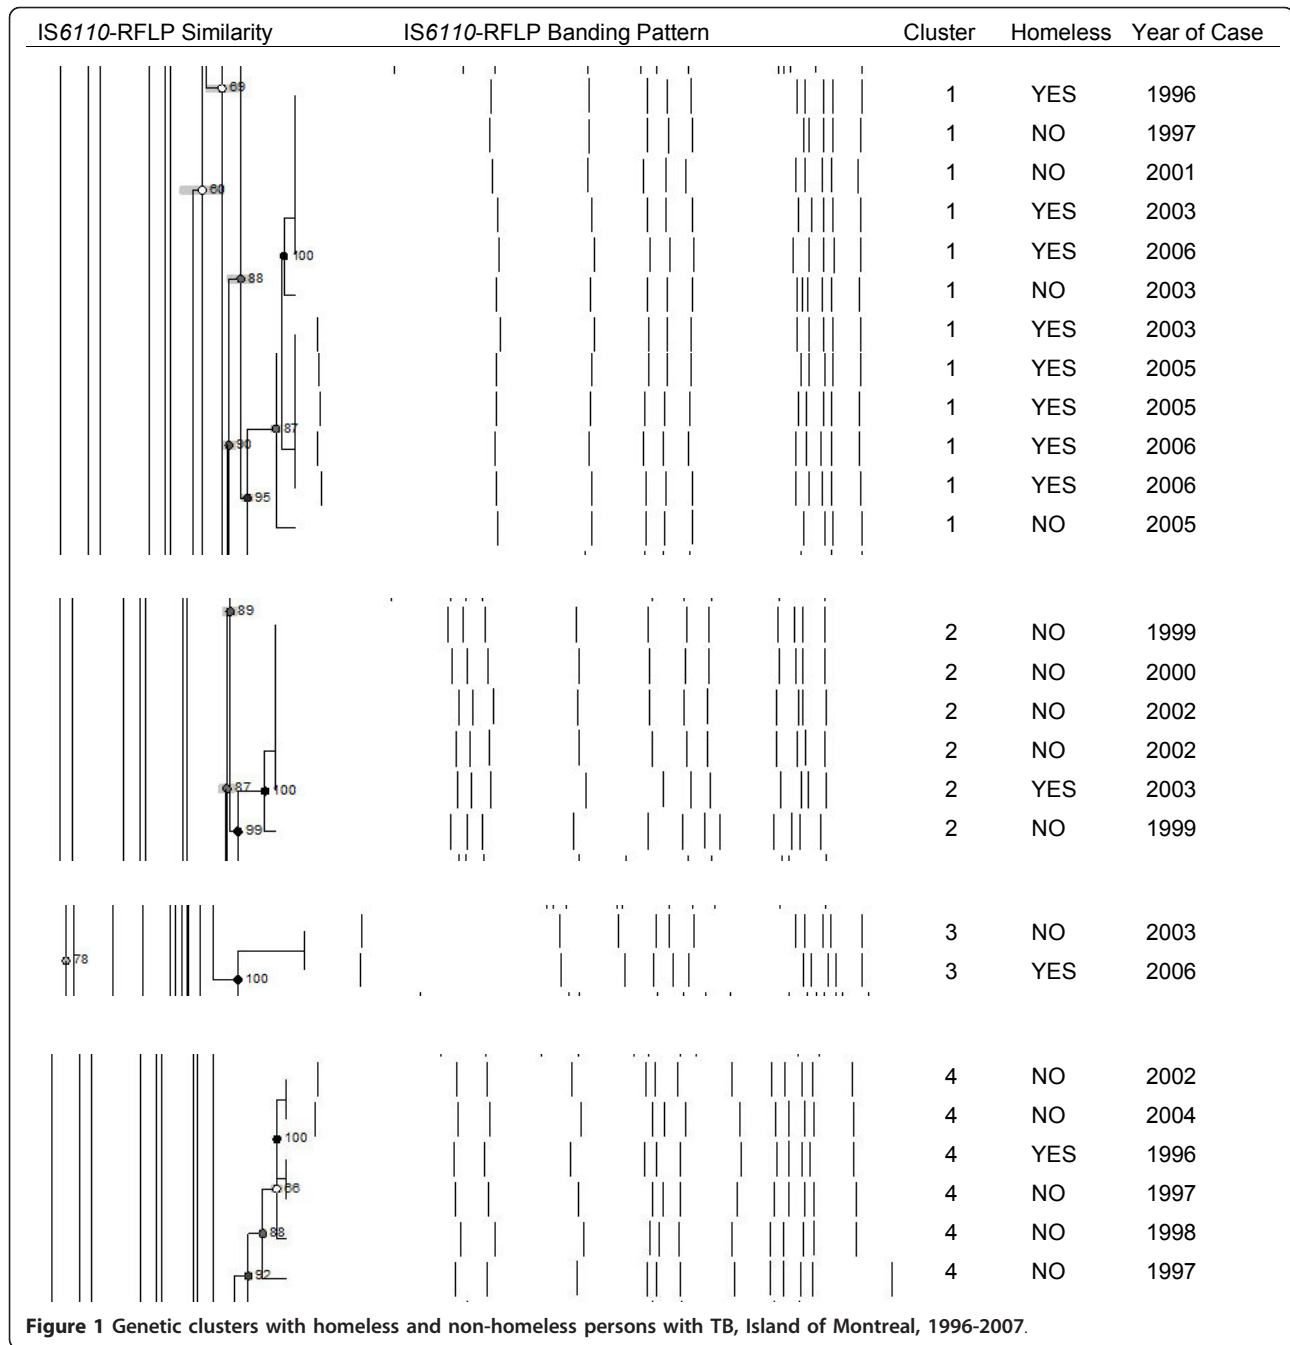 IS6110-RFLP Similarity IS6110-RFLP Banding Pattern Cluster Homeless Year of Case
69
1 YES 1996
1 NO 1997
1 NO 2001
60
1 YES 2003
100
1 YES 2006
88
1 NO 2003
1 YES 2003
1 YES 2005
1 YES 2005
87
90
1 YES 2006
95
1 YES 2006
1 NO 2005
89
2 NO 1999
2 NO 2000
2 NO 2002
2 NO 2002
87 100
2 YES 2003
99
2 NO 1999
3 NO 2003
78
3 YES 2006
100
4 NO 2002
4 NO 2004
100
4 YES 1996
66
4 NO 1997
88
4 NO 1998
92
4 NO 1997
Figure 1 Genetic clusters with homeless and non-homeless persons with TB, Island of Montreal, 1996-2007.